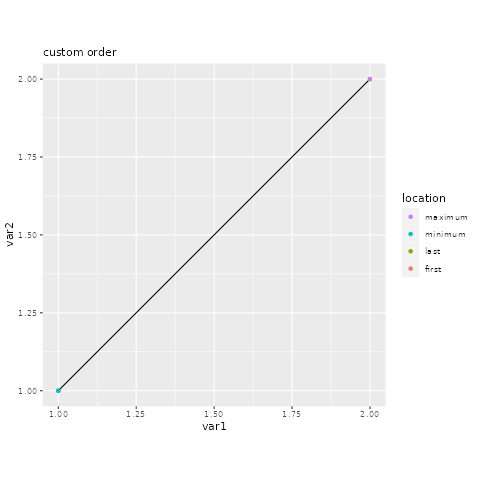 custom order
2.00
1.75
1.50
1.25
1.00
var2
1.00 1.25 1.50 1.75 2.00
var1
location
maximum
minimum
last
first